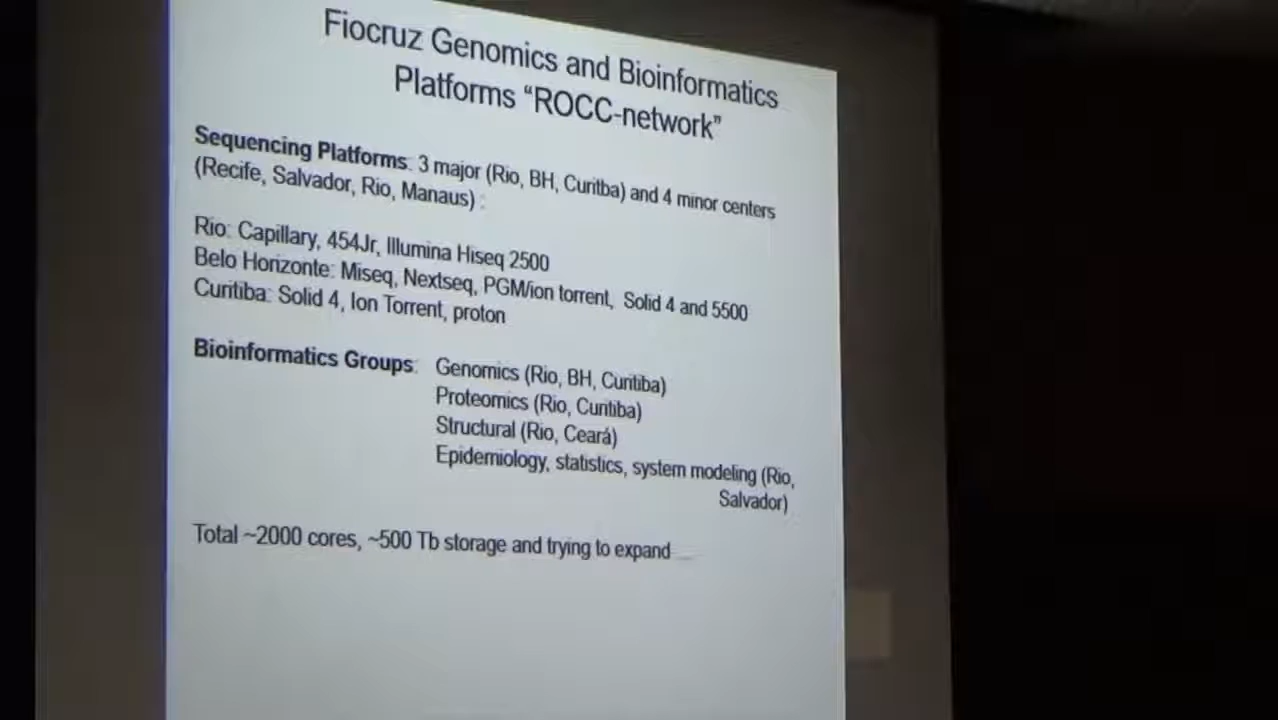 Fiocruz Genomics and Bioinformatics
Platforms “ROCC-network”
Sequencing Platforms: 3 major (Rio, BH, Curitba) and 4 minor centers
(Recife, Salvador, Rio, Manaus) :
Rio: Capillary, 454Jr, Illumina Hiseq 2500
Belo Horizonte: Miseq, Nextseq, PGM/ion torrent, Solid 4 and 5500
Curitiba: Solid 4, Ion Torrent, proton
Bioinformatics Groups: Genomics (Rio, BH, Curitiba)
Proteomics (Rio, Curitiba)
Structural (Rio, Ceará)
Epidemiology, statistics, system modeling (Rio,
Salvador)
Total ~2000 cores, ~500 Tb storage and trying to expand ...